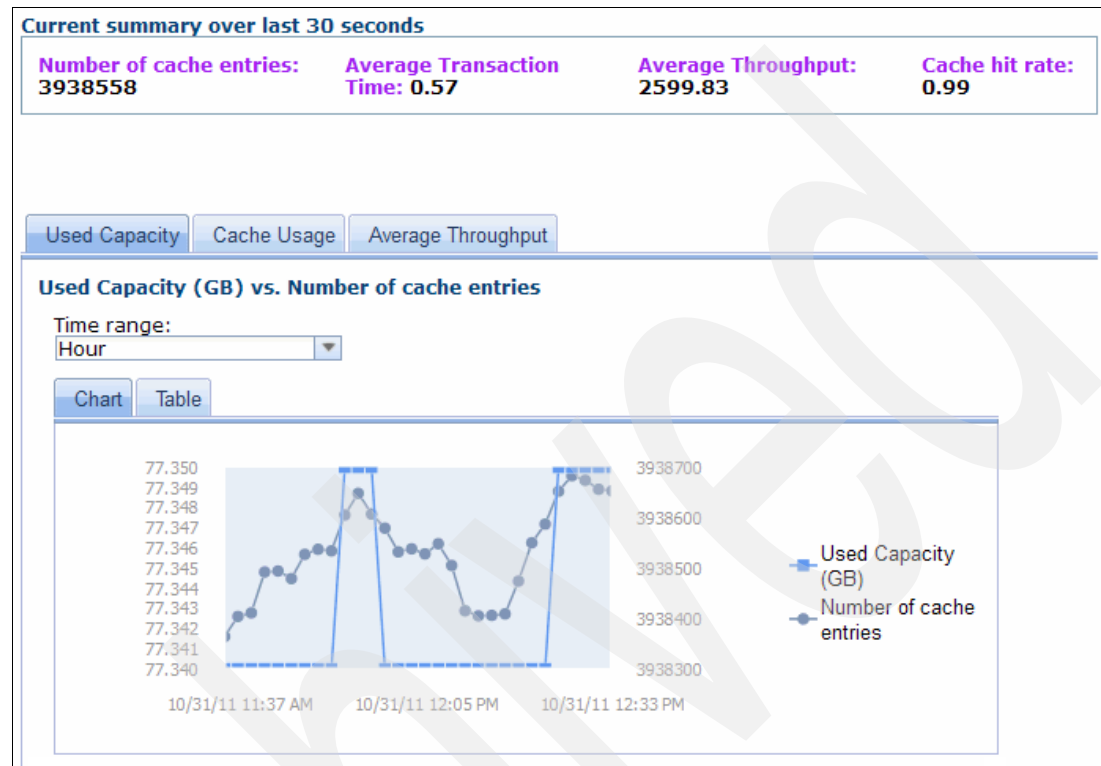 Current summary over last 30 seconds
Number of cache entries: Average Transaction Average Throughput: Cache hit rate:
3938558 Time: 0.57 2599.83 0.99
Used Capacity Cache Usage Average Throughput
Used Capacity (GB) vs. Number of cache entries
Time range:
Hour
Chart Table
77.350 3938700
77.349
77.348
77.347 3938600
77.346
77.345 3938500
77.344
77.343
77.342 3938400
77.341
77.340 3938300
Used Capacity
(GB)
Number of cache
entries
10/31/11 11:37 AM 10/31/11 12:05 PM 10/31/11 12:33 PM